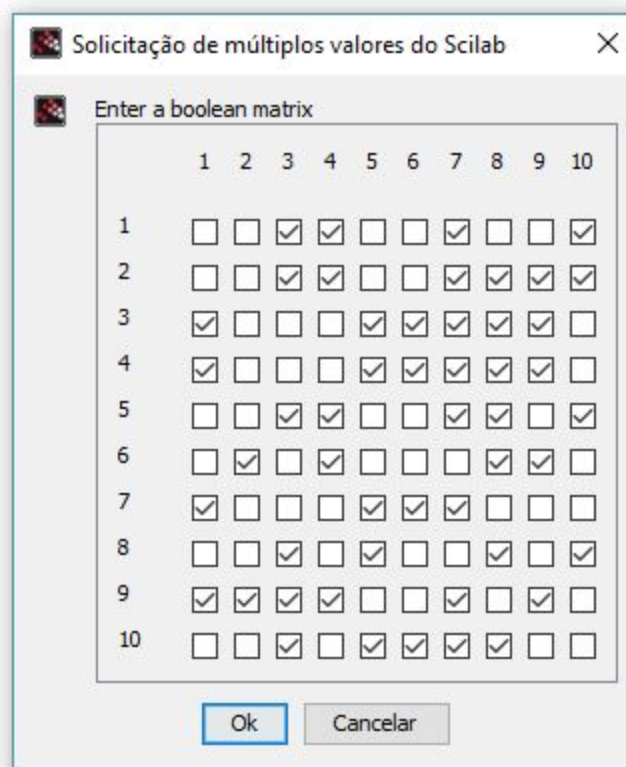 Solicitação de múltiplos valores do Scilab
Enter a boolean matrix
1 2 3 4 5 6 7 8 9 10
1
2
3
4
5
6
7
8
9
10
Ok Cancelar